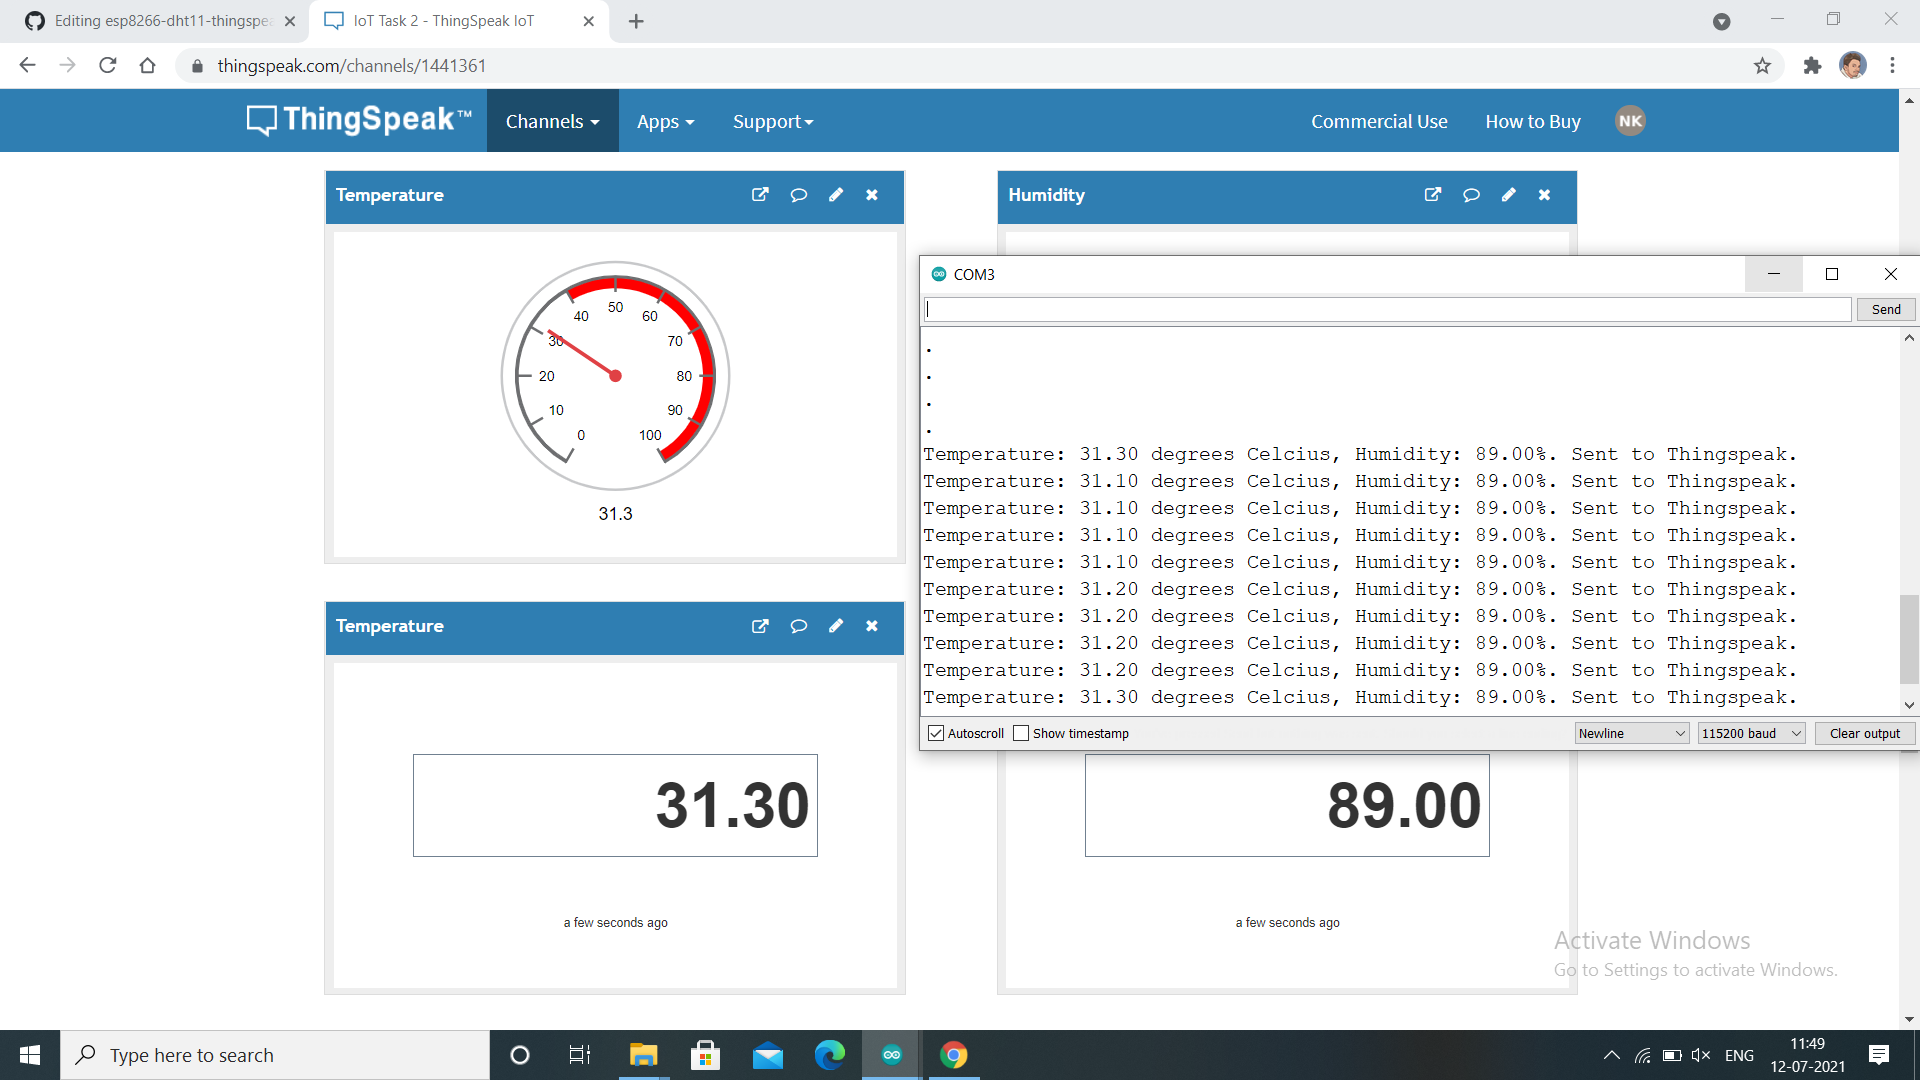 Editing esp8266-dht11-thingspe
IoT Task 2 - ThingSpeak IoT
thingspeak.com/channels/1441361
ThingSpeak™
Channels
Apps
Support
Commercial Use
How to Buy
NK
Temperature
0
10
20
30
40
50
60
70
80
90
100
31.3
Humidity
COM3
Send
.
.
.
.
Temperature: 31.30 degrees Celcius, Humidity: 89.00%. Sent to Thingspeak.
Temperature: 31.10 degrees Celcius, Humidity: 89.00%. Sent to Thingspeak.
Temperature: 31.10 degrees Celcius, Humidity: 89.00%. Sent to Thingspeak.
Temperature: 31.10 degrees Celcius, Humidity: 89.00%. Sent to Thingspeak.
Temperature: 31.10 degrees Celcius, Humidity: 89.00%. Sent to Thingspeak.
Temperature: 31.20 degrees Celcius, Humidity: 89.00%. Sent to Thingspeak.
Temperature: 31.20 degrees Celcius, Humidity: 89.00%. Sent to Thingspeak.
Temperature: 31.20 degrees Celcius, Humidity: 89.00%. Sent to Thingspeak.
Temperature: 31.20 degrees Celcius, Humidity: 89.00%. Sent to Thingspeak.
Temperature: 31.30 degrees Celcius, Humidity: 89.00%. Sent to Thingspeak.
Autoscroll
Show timestamp
Newline
115200 baud
Clear output
Temperature
31.30
a few seconds ago
89.00
a few seconds ago
Activate Windows
Go to Settings to activate Windows.
Type here to search
ENG
11:49
12-07-2021